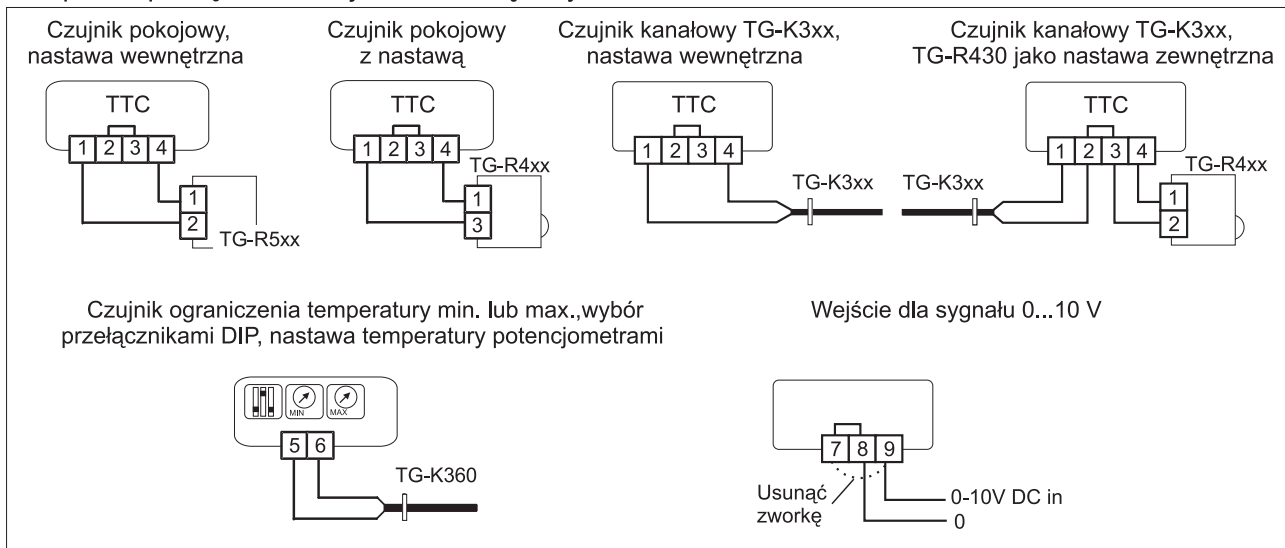 Czujnik pokojowy,
nastawa wewnętrzna
TTC
1 2 3 4
1
2
TG-R5xx
Czujnik pokojowy
z nastawą
TTC
1 2 3 4
TG-R4xx
1
3
Czujnik kanałowy TG-K3xx,
nastawa wewnętrzna
TTC
1 2 3 4
TG-K3xx
Czujnik kanałowy TG-K3xx,
TG-R430 jako nastawa zewnętrzna
TTC
1 2 3 4
TG-K3xx
TG-R4xx
1
2
Czujnik ograniczenia temperatury min. lub max.,wybór
przełącznikami DIP, nastawa temperatury potencjometrami
MIN MAX
5 6
TG-K360
Wejście dla sygnału 0...10 V
7 8 9
Usunąć
zworkę
0-10V DC in
0